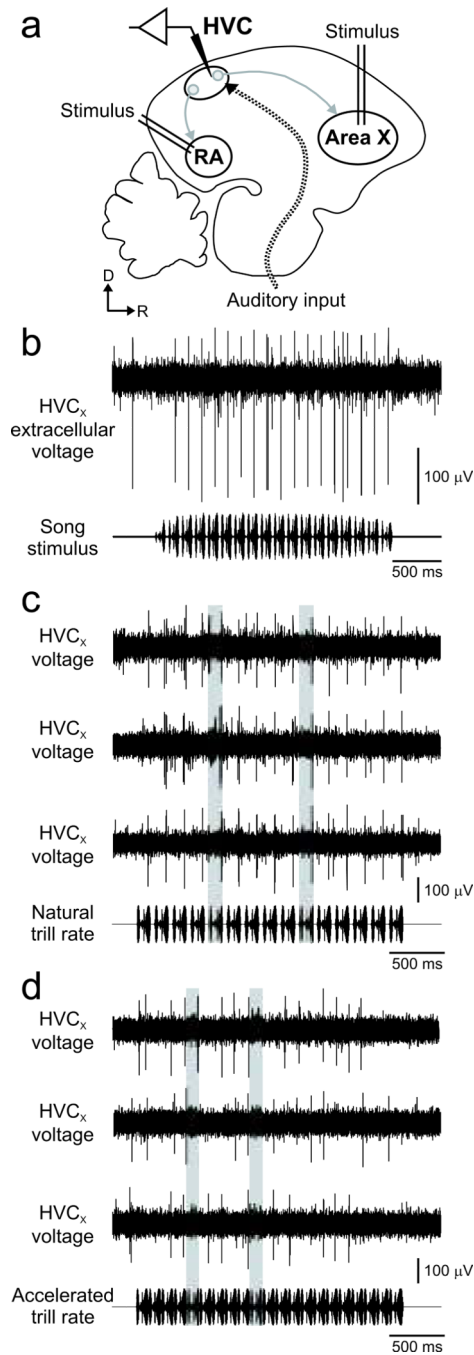 a
HVC
Stimulus
Stimulus
RA
Area X
D
R
Auditory input
b
HVCX
extracellular
voltage
100 µV
Song
stimulus
500 ms
c
HVCX
voltage
HVCX
voltage
HVCX
voltage
100 µV
Natural
trill rate
500 ms
d
HVCX
voltage
HVCX
voltage
HVCX
voltage
100 µV
Accelerated
trill rate
500 ms